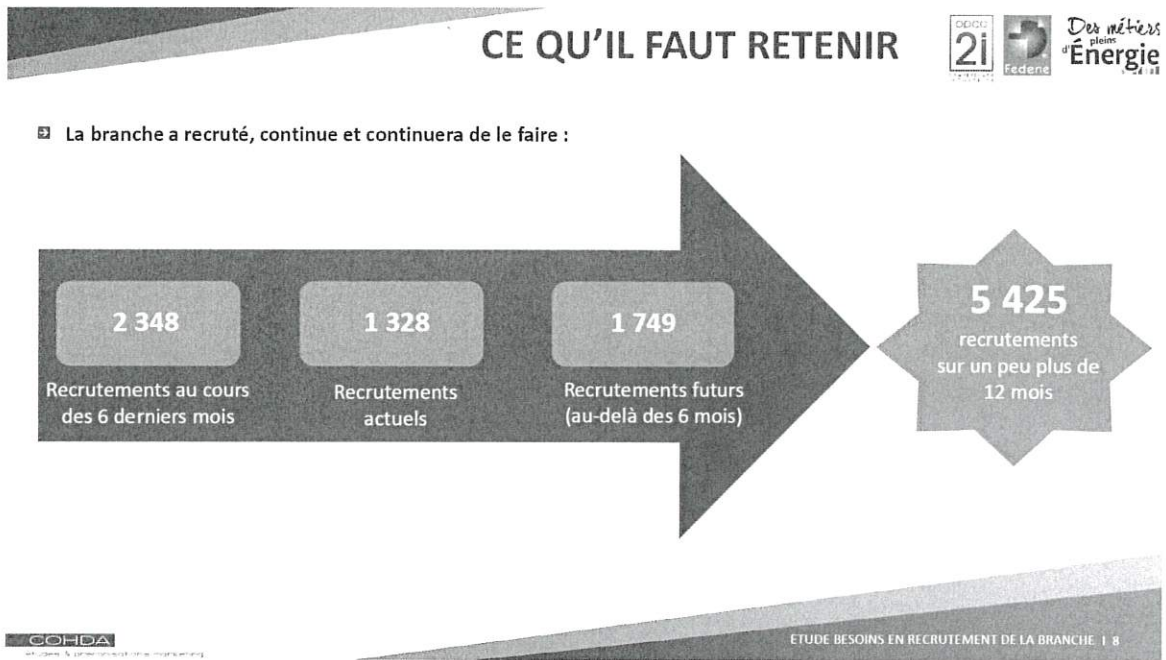 CE QU'IL FAUT RETENIR
2i
Fedene
Des métiers
pleins
d'Énergie
La branche a recruté, continue et continuera de le faire :
2 348
Recrutements au cours
des 6 derniers mois
1 328
Recrutements
actuels
1 749
Recrutements futurs
(au-delà des 6 mois)
5 425
recrutements
sur un peu plus de
12 mois
COHDA
ETUDE BESOINS EN RECRUTEMENT DE LA BRANCHE | 8